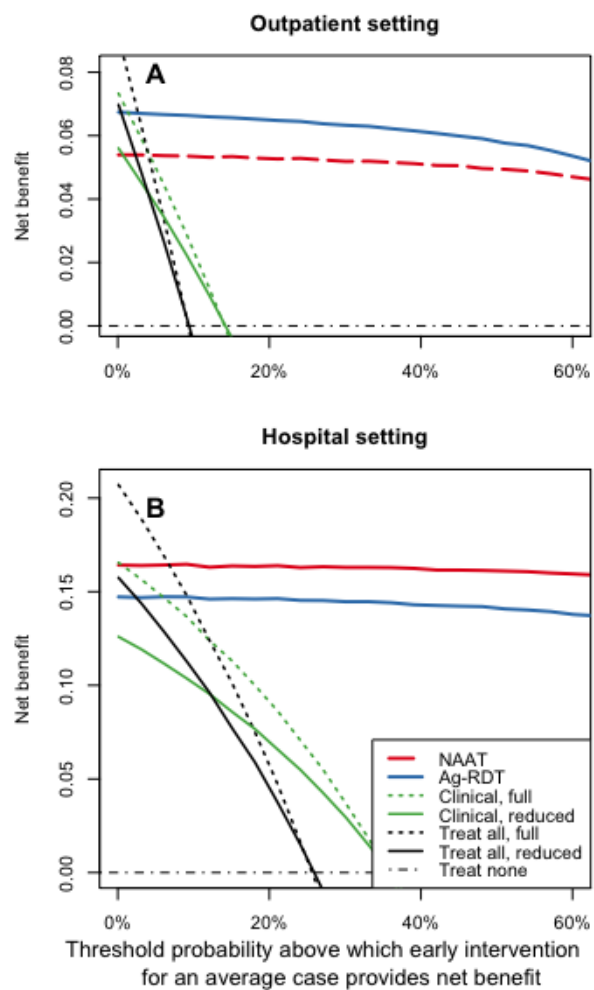 Outpatient setting
A
Net benefit
0.08
0.06
0.04
0.02
0.00
0%
20%
40%
60%
Hospital setting
B
Net benefit
0.20
0.15
0.10
0.05
0.00
NAAT
Ag-RDT
Clinical, full
Clinical, reduced
Treat all, full
Treat all, reduced
Treat none
0%
20%
40%
60%
Threshold probability above which early intervention
for an average case provides net benefit